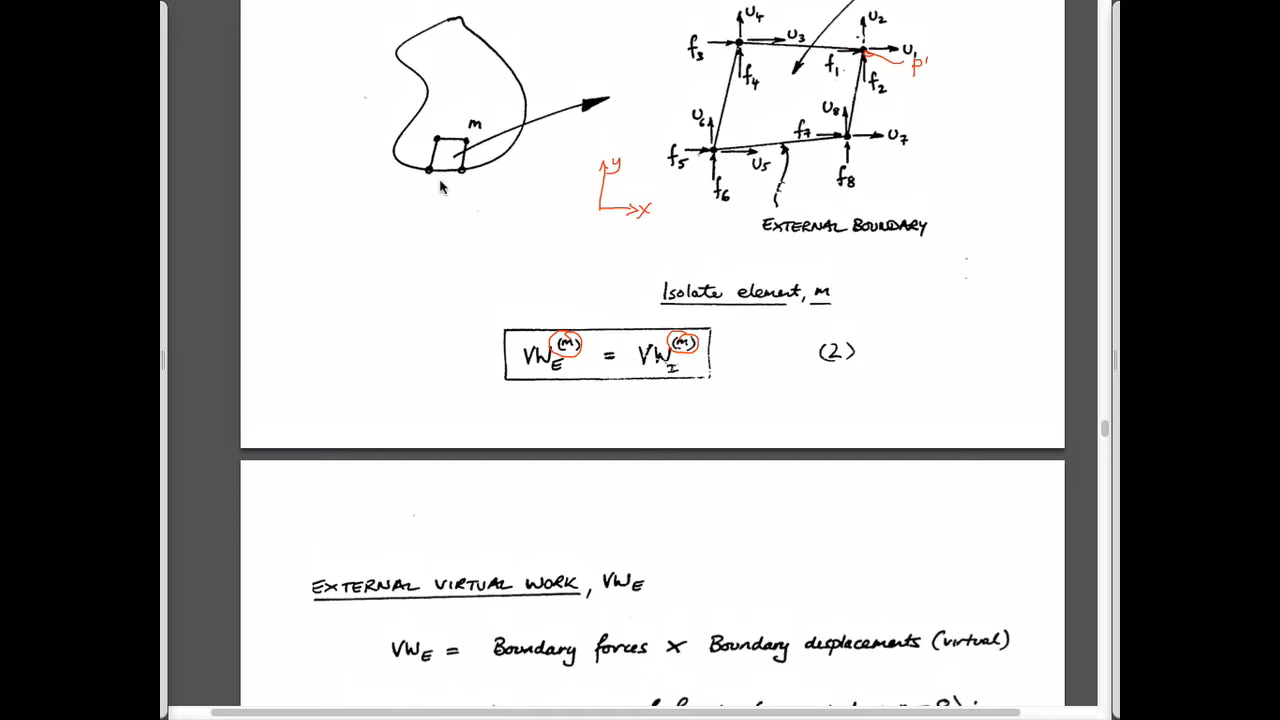 U4
U2
U3
U1
f3
f1
p'
f4
f2
m
U6
U8
f7
U7
f5
U5
y
f6
f8
x
EXTERNAL BOUNDARY
Isolate element, m
VW_E^(m) = VW_I^(m) (2)
EXTERNAL VIRTUAL WORK, VW_E
VW_E = Boundary forces x Boundary displacements (virtual)